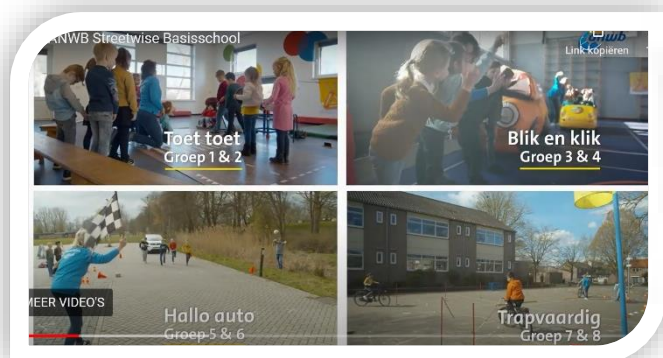 ANWB Streetwise Basisschool
anwb
Link kopiëren
Toet toet
Groep 1 & 2
Blik en klik
Groep 3 & 4
MEER VIDEO'S
Hallo auto
Groep 5 & 6
Trapvaardig
Groep 7 & 8